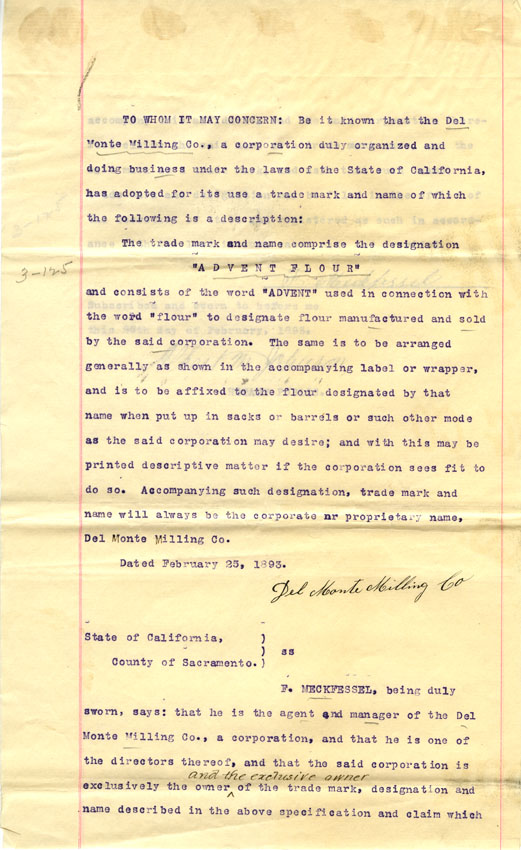 TO WHOM IT MAY CONCERN: Be it known that the Del
Monte Milling Co., a corporation duly organized and
doing business under the laws of the State of California,
has adopted for its use a trade mark and name of which
the following is a description:
The trade mark and name comprise the designation
3-125
"ADVENT FLOUR"
and consists of the word "ADVENT" used in connection with
the word "flour" to designate flour manufactured and sold
by the said corporation. The same is to be arranged
generally as shown in the accompanying label or wrapper,
and is to be affixed to the flour designated by that
name when put up in sacks or barrels or such other mode
as the said corporation may desire; and with this may be
printed descriptive matter if the corporation sees fit to
do so. Accompanying such designation, trade mark and
name will always be the corporate nr proprietary name,
Del Monte Milling Co.
Dated February 25, 1893.
Del Monte Milling Co
State of California, )
) ss
County of Sacramento. )
F. MECKFESSEL, being duly
sworn, says: that he is the agent and manager of the Del
Monte Milling Co., a corporation, and that he is one of
the directors thereof, and that the said corporation is
and the exclusive owner
exclusively the owner ^ of the trade mark, designation and
name described in the above specification and claim which